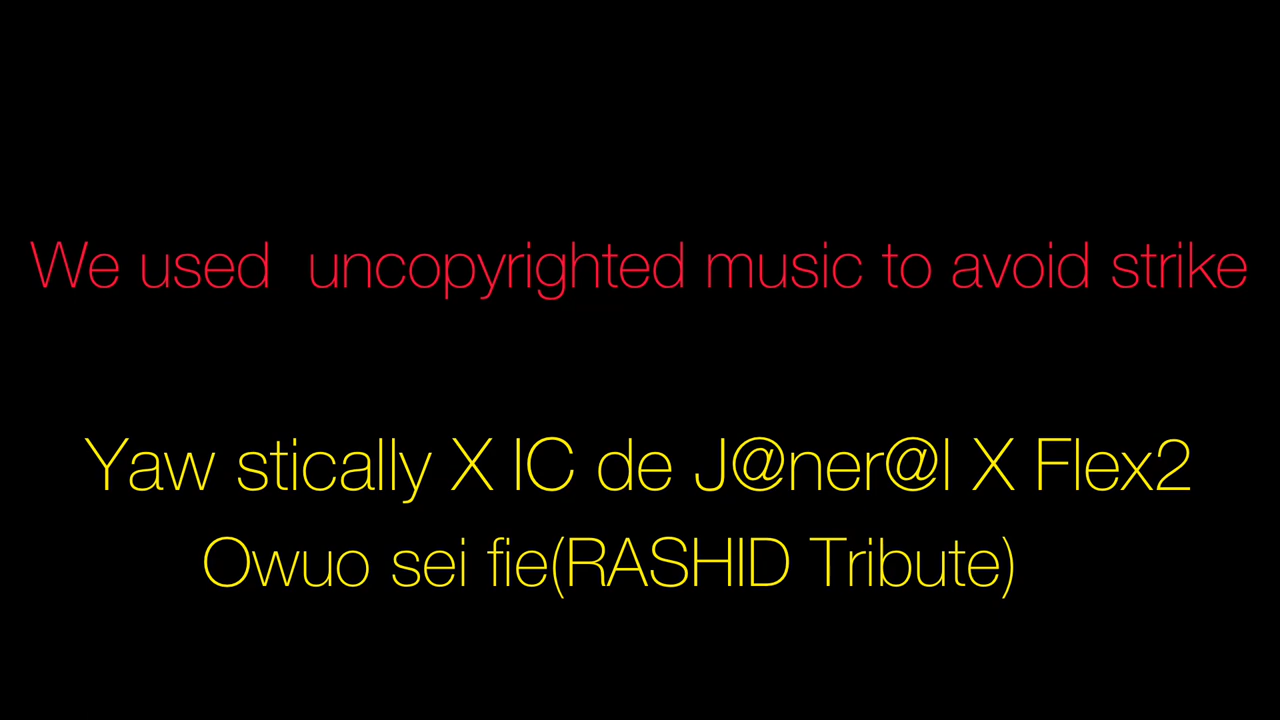 We used  uncopyrighted music to avoid strike
Yaw stically X IC de J@ner@l X Flex2
Owuo sei fie(RASHID Tribute)